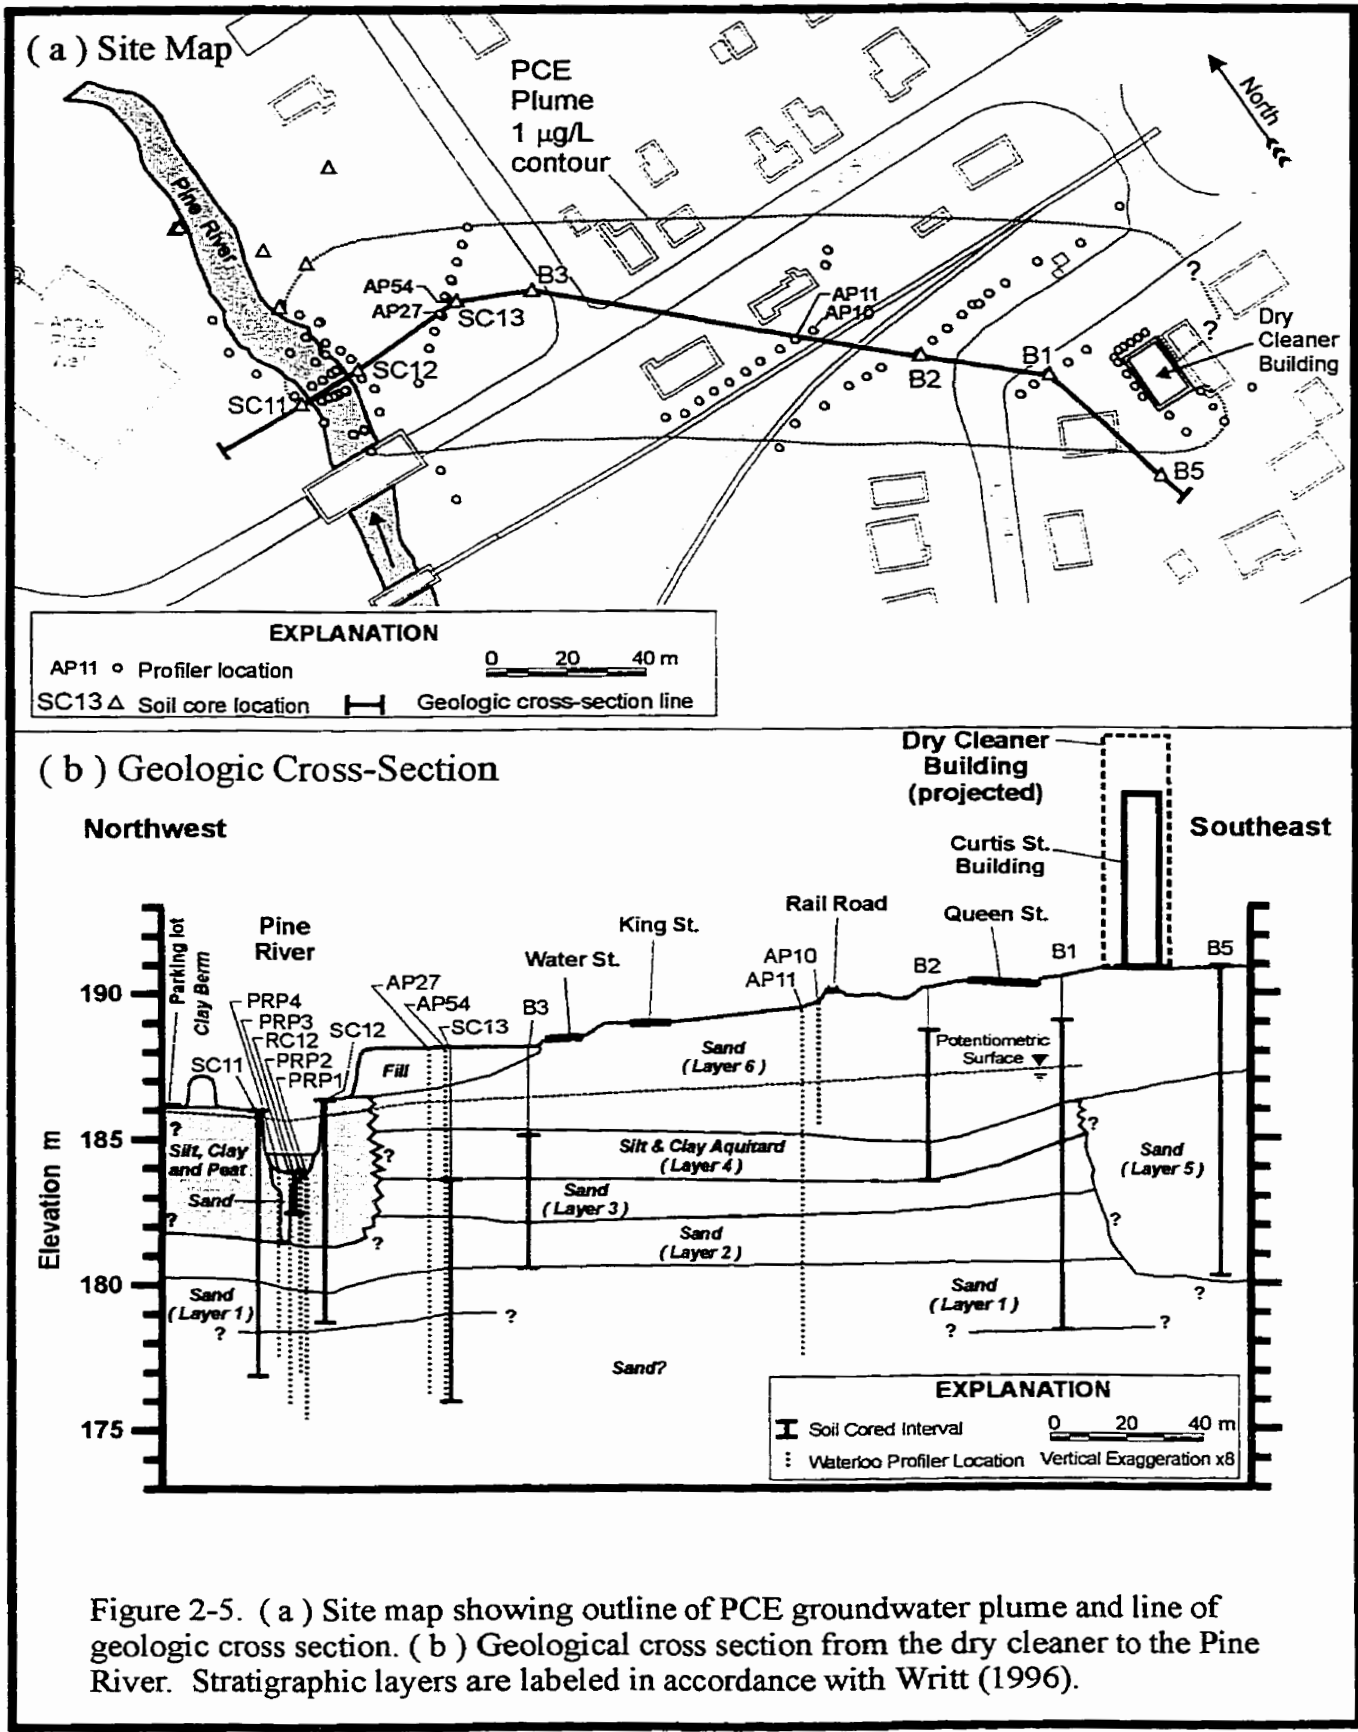 ( a ) Site Map
PCE
Plume
1 µg/L
contour
North
Pine River
AP54
AP27
B3
SC13
AP11
AP10
SC12
SC11
B2
B1
B5
?
?
Dry
Cleaner
Building
EXPLANATION
AP11 Profiler location
SC13 Soil core location
0 20 40 m
Geologic cross-section line
( b ) Geologic Cross-Section
Northwest
Southeast
Dry Cleaner
Building
(projected)
Curtis St.
Building
Pine
River
Parking lot
Clay Berm
Water St.
King St.
Rail Road
Queen St.
PRP4
PRP3
RC12
PRP2
PRP1
SC11
SC12
AP27
AP54
SC13
B3
AP10
AP11
B2
B1
B5
Elevation m
190
185
180
175
Fill
Sand
(Layer 6)
Potentiometric
Surface
?
Silt, Clay
and Peat
Sand
?
?
?
Silt & Clay Aquitard
(Layer 4)
Sand
(Layer 3)
Sand
(Layer 2)
?
Sand
(Layer 5)
?
?
Sand
(Layer 1)
?
?
Sand
(Layer 1)
?
?
Sand?
EXPLANATION
Soil Cored Interval
0 20 40 m
Waterloo Profiler Location
Vertical Exaggeration x8
Figure 2-5. ( a ) Site map showing outline of PCE groundwater plume and line of
geologic cross section. ( b ) Geological cross section from the dry cleaner to the Pine
River. Stratigraphic layers are labeled in accordance with Writt (1996).